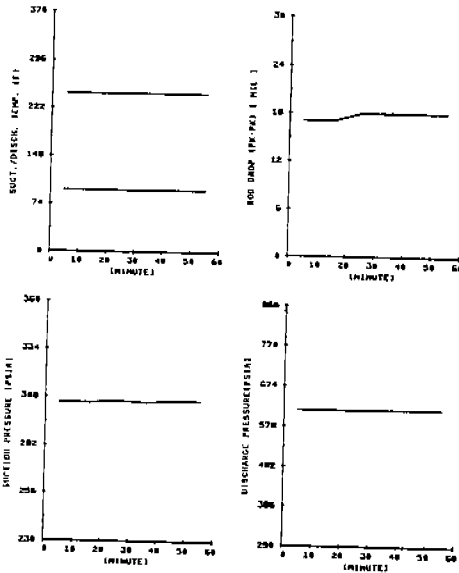 SUCT./DISCH. TEMP. [F]
370
296
222
148
74
0
0 10 20 30 40 50 60
[MINUTE]
ROD DROP (PK-PK) [ MIL ]
30
24
18
12
6
0
0 10 20 30 40 50 60
[MINUTE]
SUCTION PRESSURE [PSIA]
360
334
308
282
256
230
0 10 20 30 40 50 60
[MINUTE]
DISCHARGE PRESSURE[PSIA]
866
770
674
578
482
386
290
0 10 20 30 40 50 60
[MINUTE]